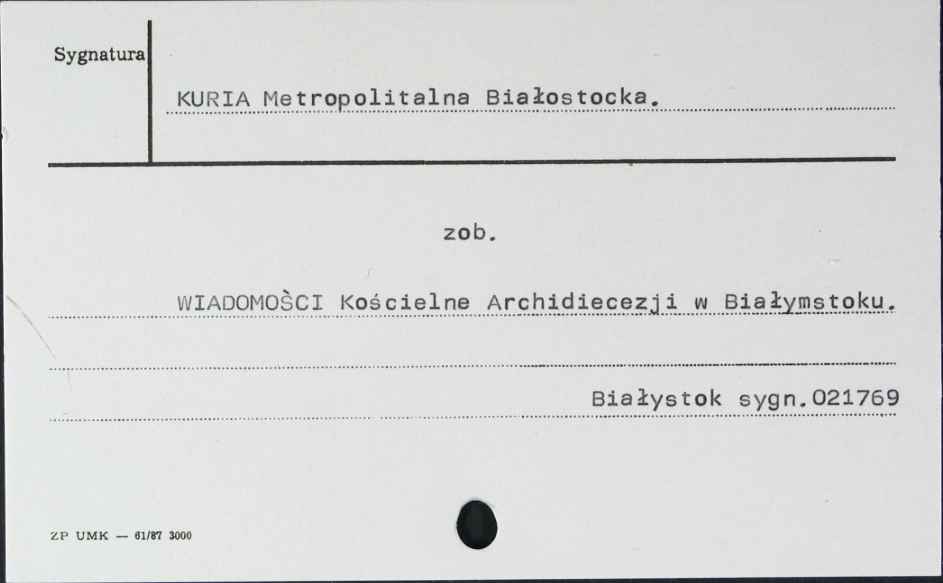 Sygnatura
KURIA Metropolitalna Białostocka.
zob.
WIADOMOŚCI Kościelne Archidiecezji w Białymstoku.
Białystok sygn.021769
ZP UMK — 61/87 3000